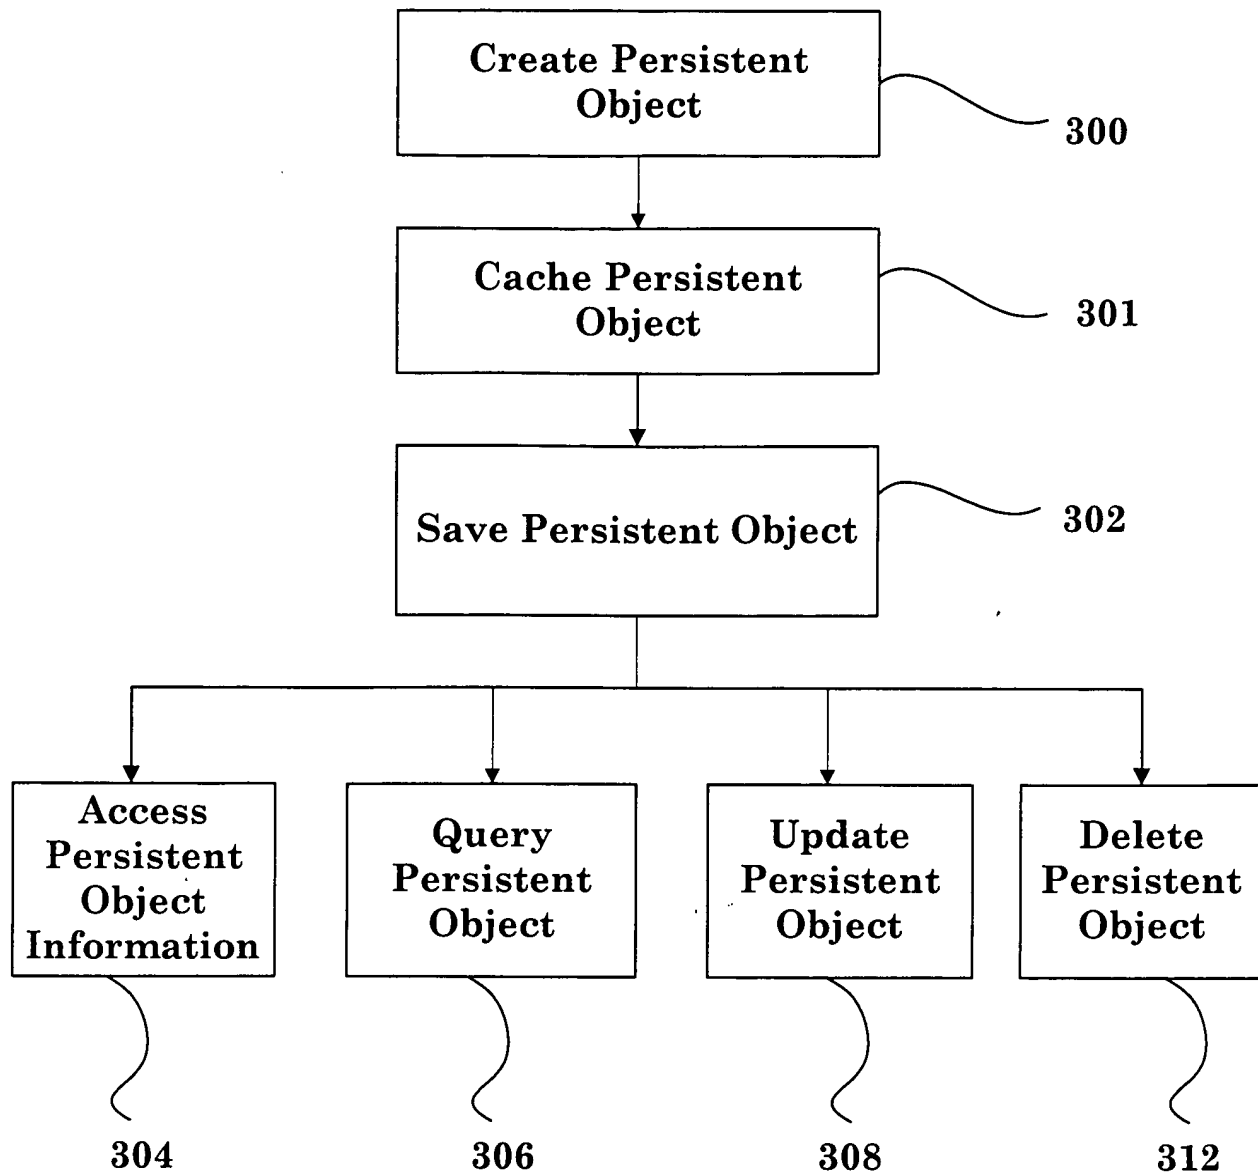 Create Persistent
Object
300
Cache Persistent
Object
301
Save Persistent Object
302
Access
Persistent
Object
Information
Query
Persistent
Object
Update
Persistent
Object
Delete
Persistent
Object
304
306
308
312